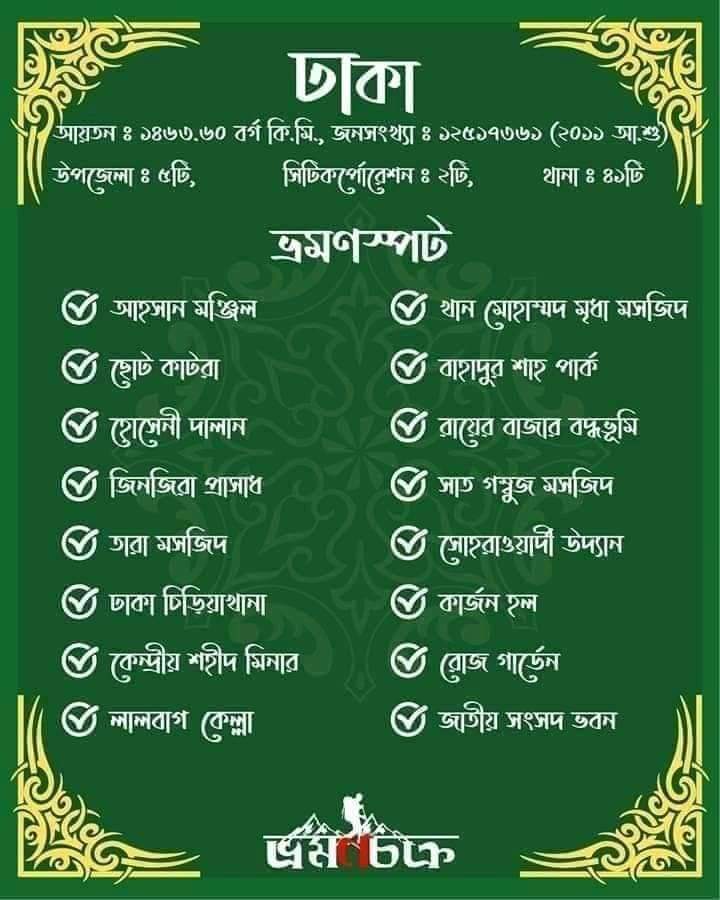 ঢাকা
আয়তন ঃ ১৪৬৩.৬০ বর্গ কি.মি., জনসংখ্যা ঃ ১২৫১৭৩৬১ (২০১১ আ.শু)
উপজেলা ঃ ৫টি, সিটিকর্পোরেশন ঃ ২টি, থানা ঃ ৪১টি
ভ্রমণস্পট
আহসান মঞ্জিল
ছোট কাটরা
হোসেনী দালান
জিনজিরা প্রাসাধ
তারা মসজিদ
ঢাকা চিড়িয়াখানা
কেন্দ্রীয় শহীদ মিনার
লালবাগ কেল্লা
খান মোহাম্মদ মৃধা মসজিদ
বাহাদুর শাহ পার্ক
রায়ের বাজার বদ্ধভূমি
সাত গম্বুজ মসজিদ
সোহরাওয়ার্দী উদ্যান
কার্জন হল
রোজ গার্ডেন
জাতীয় সংসদ ভবন
ভ্রমণচক্র